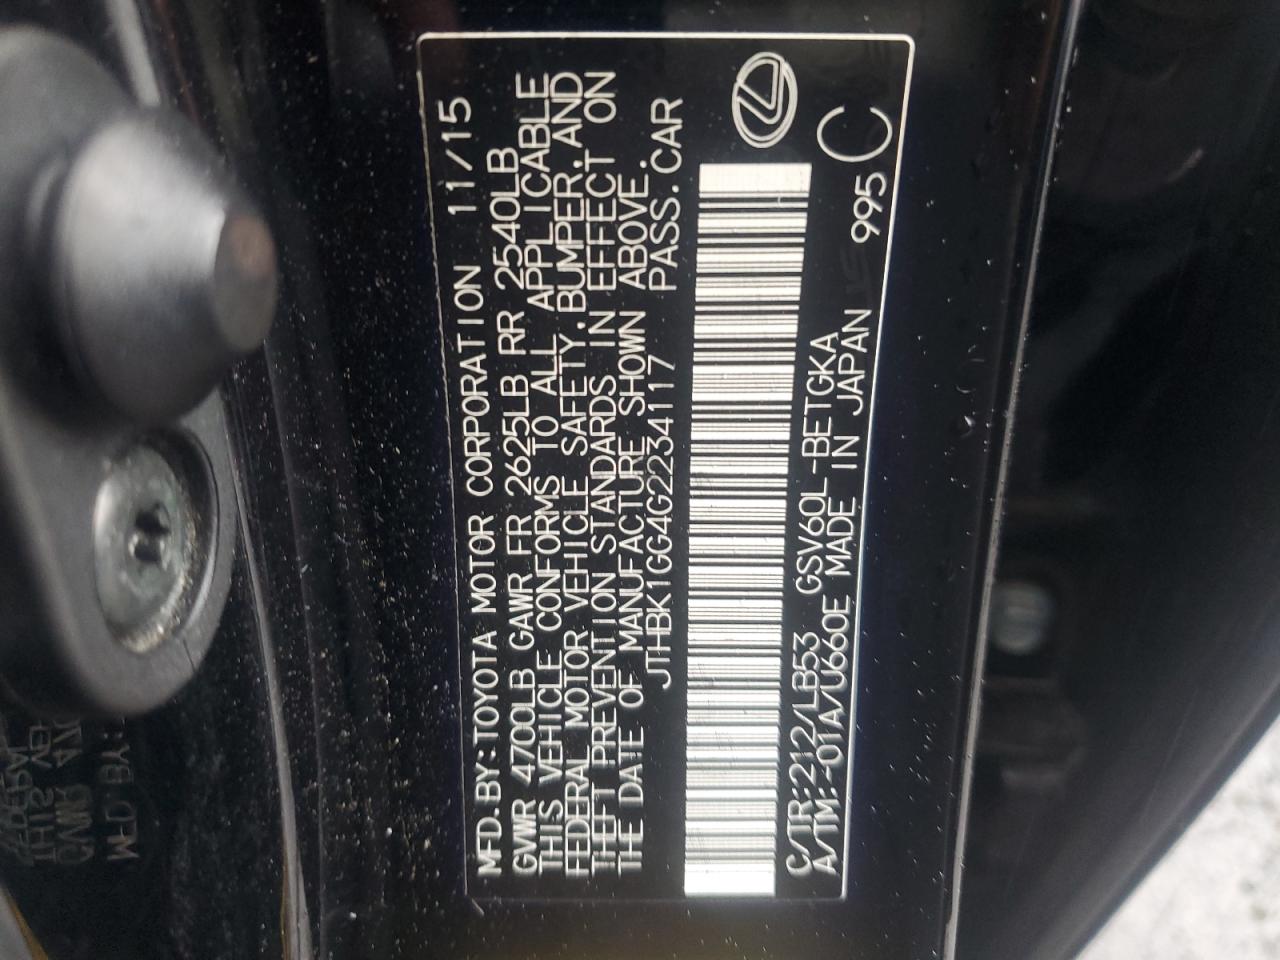 MFD.BY:TOYOTA MOTOR CORPORATION 11/15
GVWR 4700LB GAWR FR 2625LB RR 2540LB
THIS VEHICLE CONFORMS TO ALL APPLICABLE
FEDERAL MOTOR VEHICLE SAFETY,BUMPER,AND
THEFT PREVENTION STANDARDS IN EFFECT ON
THE DATE OF MANUFACTURE SHOWN ABOVE.
JTHBK1GG4G2234117 PASS.CAR
C/TR:212/LB53 GSV60L-BETGKA
A/TM:-01A/U660E MADE IN JAPAN 995 C